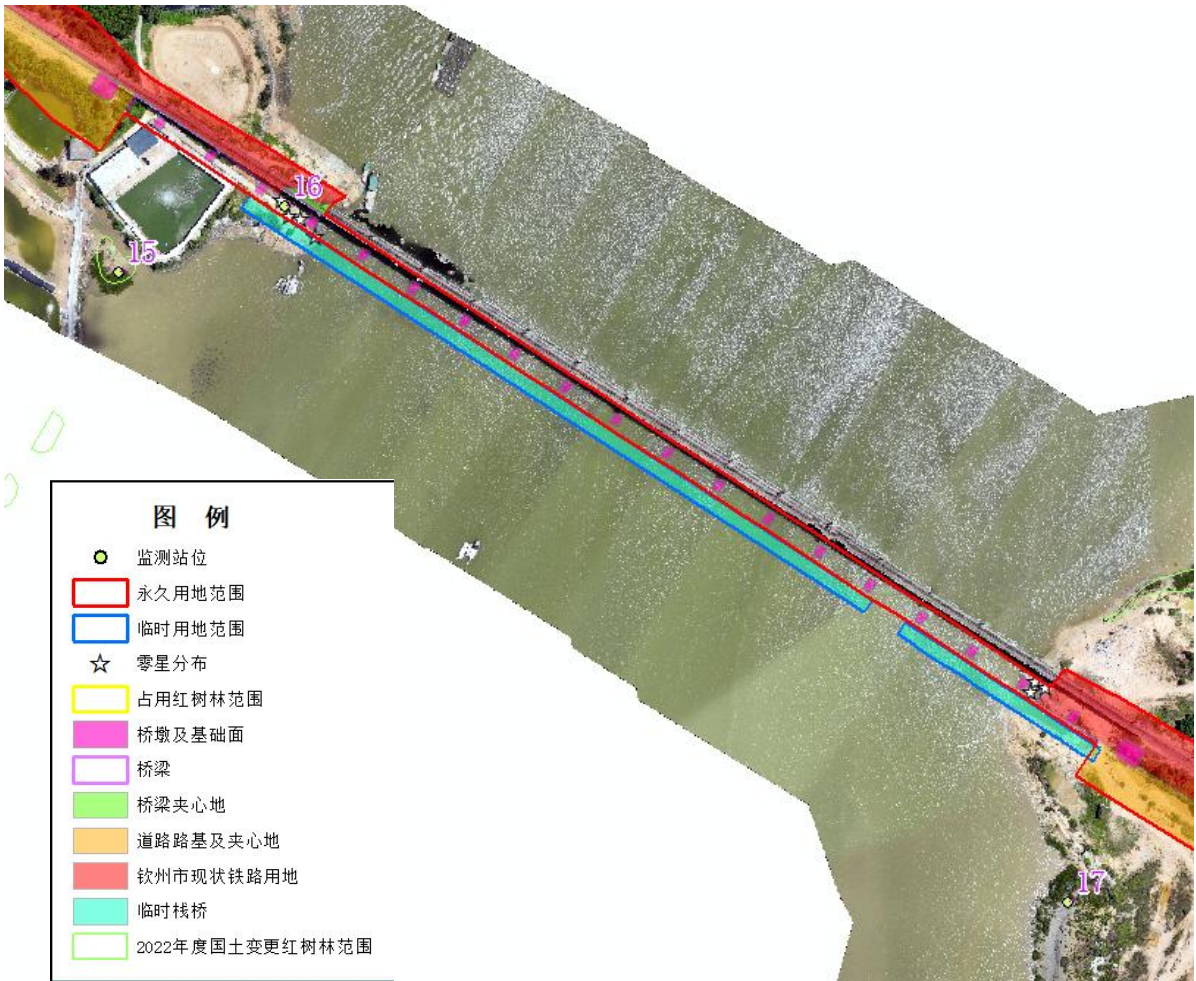 16
15
图 例
监测站位
永久用地范围
临时用地范围
零星分布
占用红树林范围
桥墩及基础面
桥梁
桥梁夹心地
道路路基及夹心地
钦州市现状铁路用地
临时栈桥
2022年度国土变更红树林范围
17